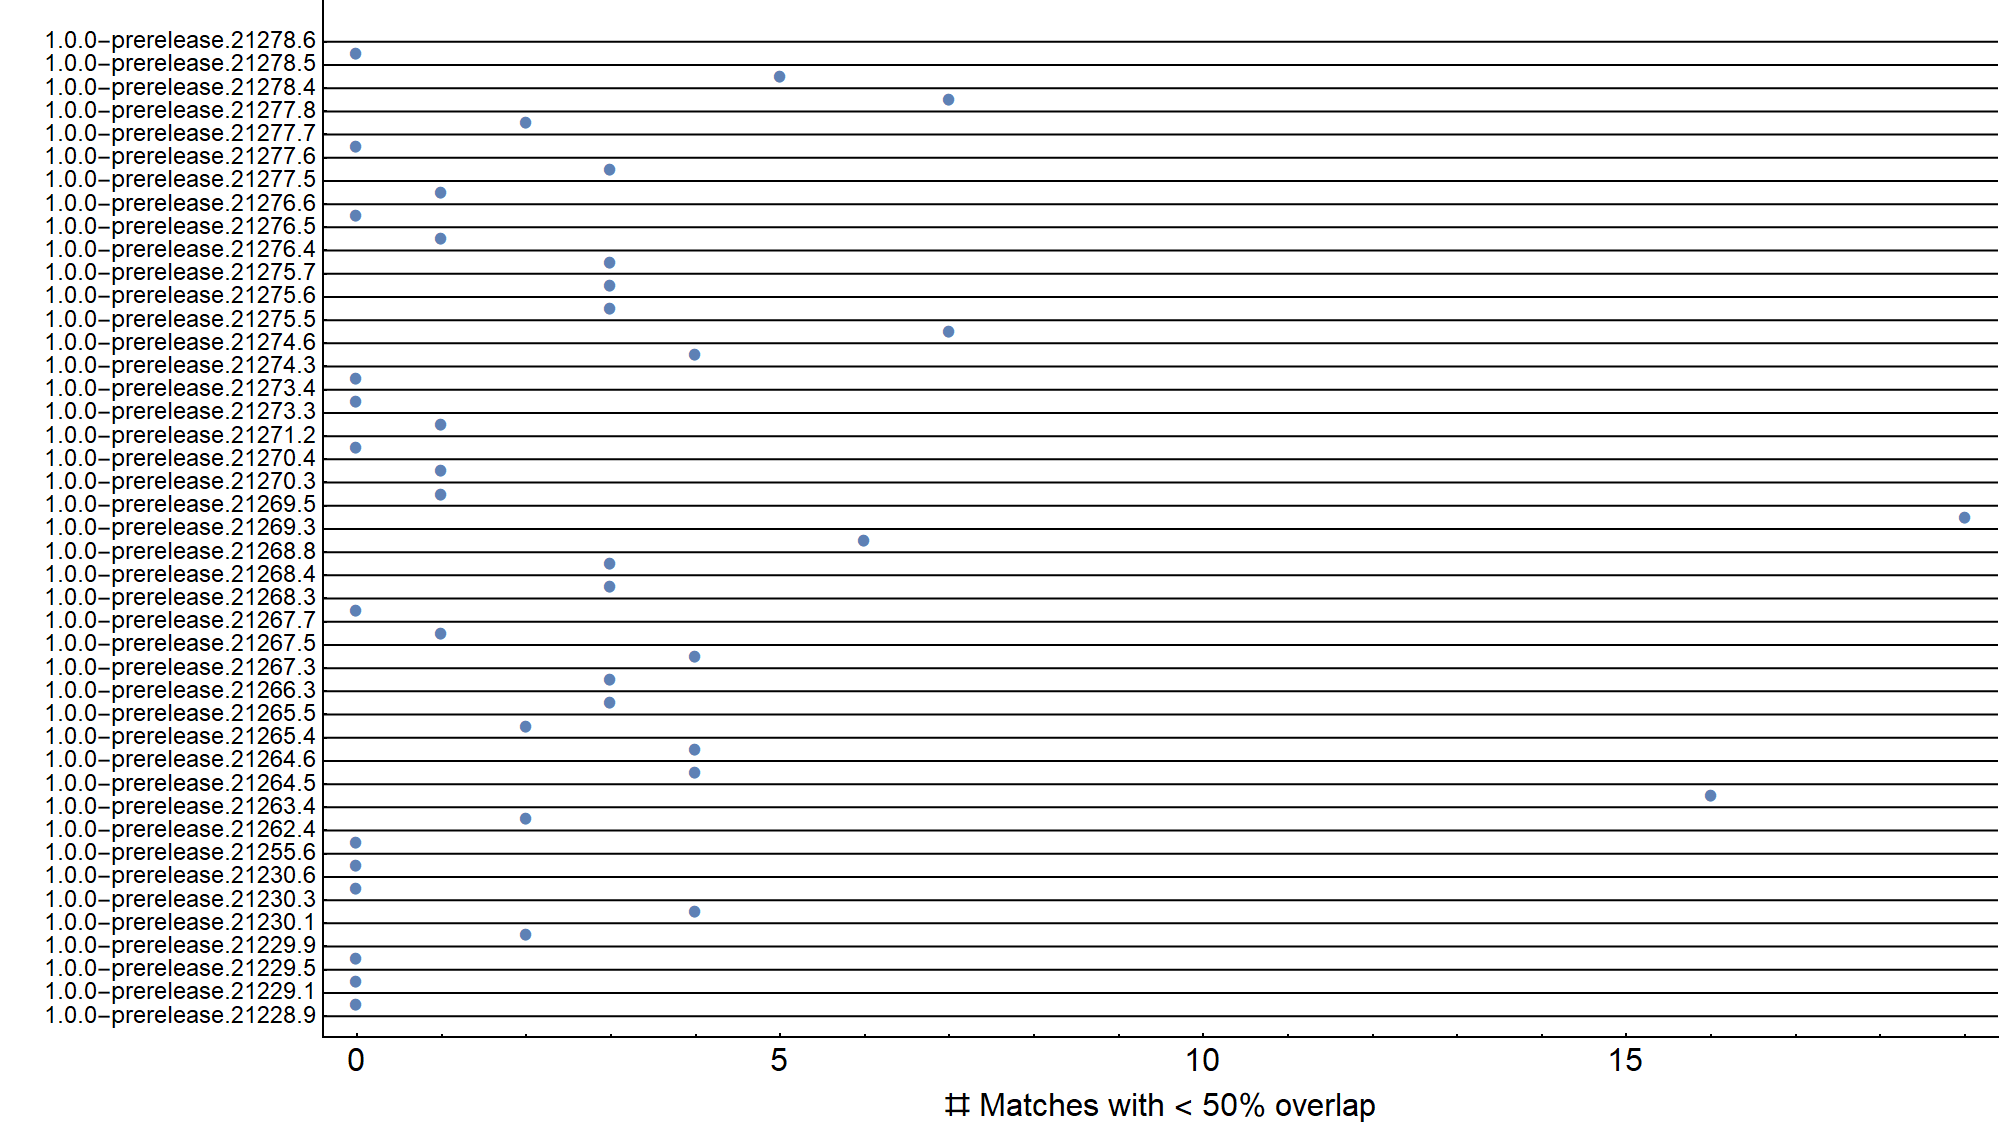 1.0.0−prerelease.21278.6
1.0.0−prerelease.21278.5
1.0.0−prerelease.21278.4
1.0.0−prerelease.21277.8
1.0.0−prerelease.21277.7
1.0.0−prerelease.21277.6
1.0.0−prerelease.21277.5
1.0.0−prerelease.21276.6
1.0.0−prerelease.21276.5
1.0.0−prerelease.21276.4
1.0.0−prerelease.21275.7
1.0.0−prerelease.21275.6
1.0.0−prerelease.21275.5
1.0.0−prerelease.21274.6
1.0.0−prerelease.21274.3
1.0.0−prerelease.21273.4
1.0.0−prerelease.21273.3
1.0.0−prerelease.21271.2
1.0.0−prerelease.21270.4
1.0.0−prerelease.21270.3
1.0.0−prerelease.21269.5
1.0.0−prerelease.21269.3
1.0.0−prerelease.21268.8
1.0.0−prerelease.21268.4
1.0.0−prerelease.21268.3
1.0.0−prerelease.21267.7
1.0.0−prerelease.21267.5
1.0.0−prerelease.21267.3
1.0.0−prerelease.21266.3
1.0.0−prerelease.21265.5
1.0.0−prerelease.21265.4
1.0.0−prerelease.21264.6
1.0.0−prerelease.21264.5
1.0.0−prerelease.21263.4
1.0.0−prerelease.21262.4
1.0.0−prerelease.21255.6
1.0.0−prerelease.21230.6
1.0.0−prerelease.21230.3
1.0.0−prerelease.21230.1
1.0.0−prerelease.21229.9
1.0.0−prerelease.21229.5
1.0.0−prerelease.21229.1
1.0.0−prerelease.21228.9
0 5 10 15
# Matches with < 50% overlap